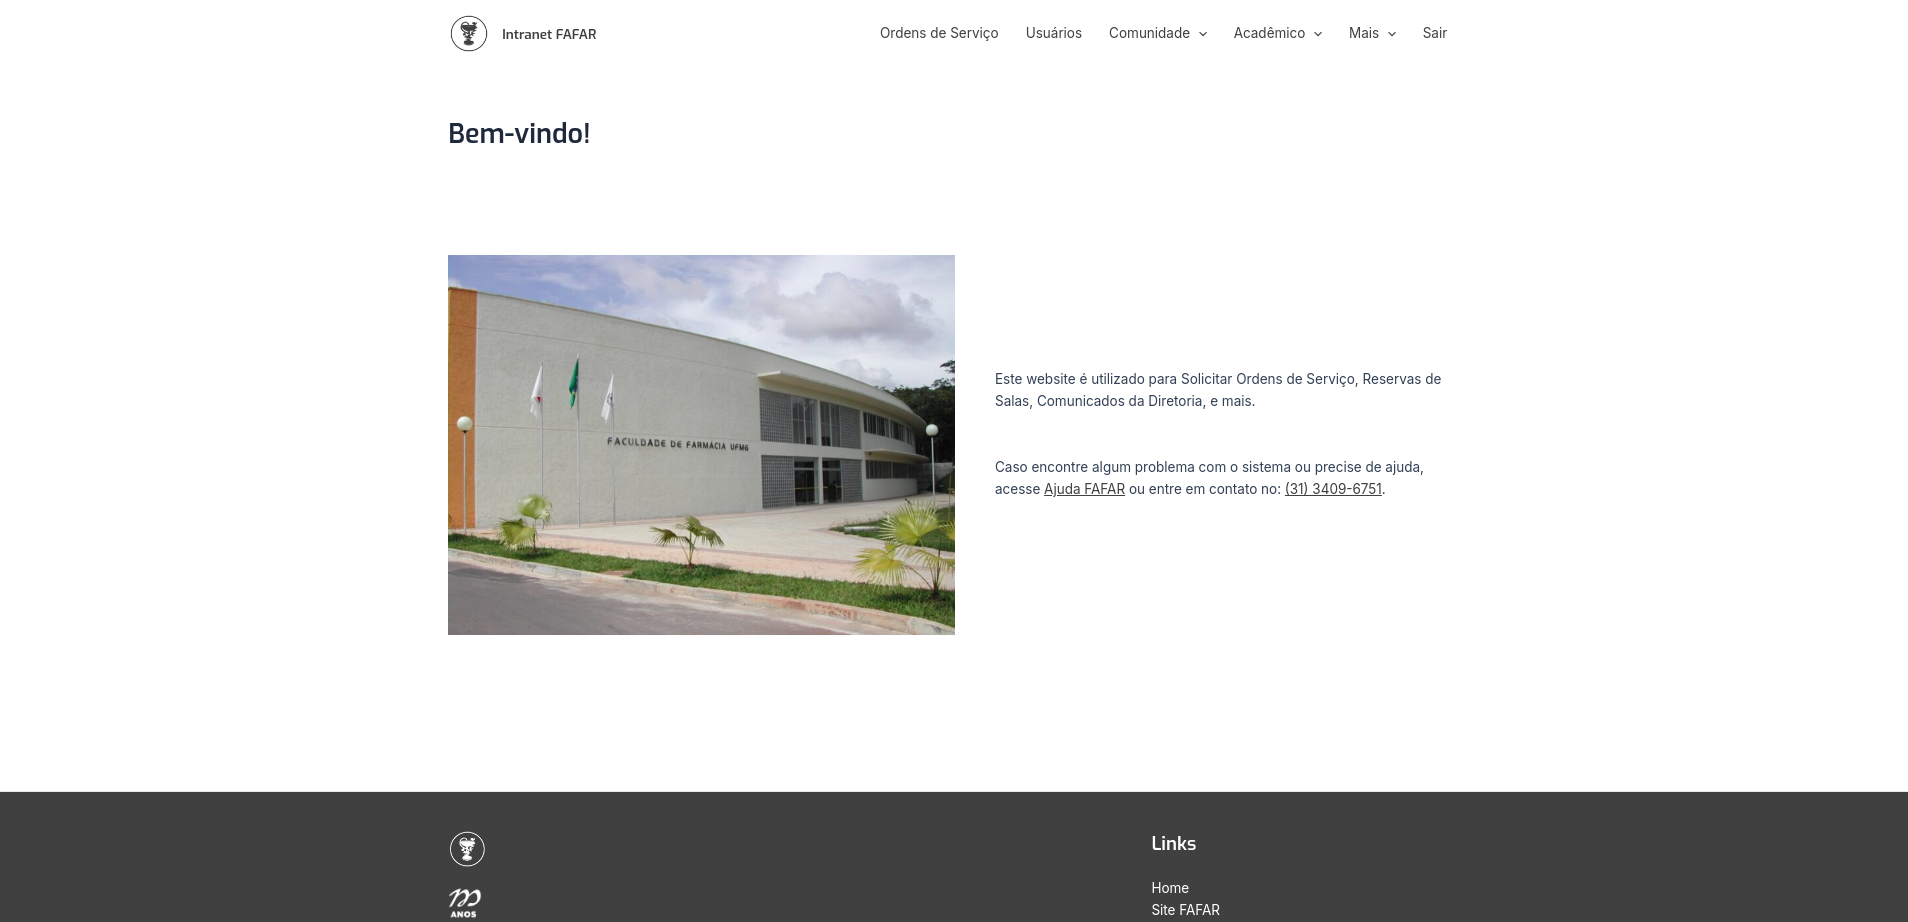 Intranet FAFAR
Ordens de Serviço
Usuários
Comunidade
Acadêmico
Mais
Sair
Bem-vindo!
FACULDADE DE FARMÁCIA UFMG
Este website é utilizado para Solicitar Ordens de Serviço, Reservas de
Salas, Comunicados da Diretoria, e mais.
Caso encontre algum problema com o sistema ou precise de ajuda,
acesse Ajuda FAFAR ou entre em contato no: (31) 3409-6751.
ANOS
Links
Home
Site FAFAR